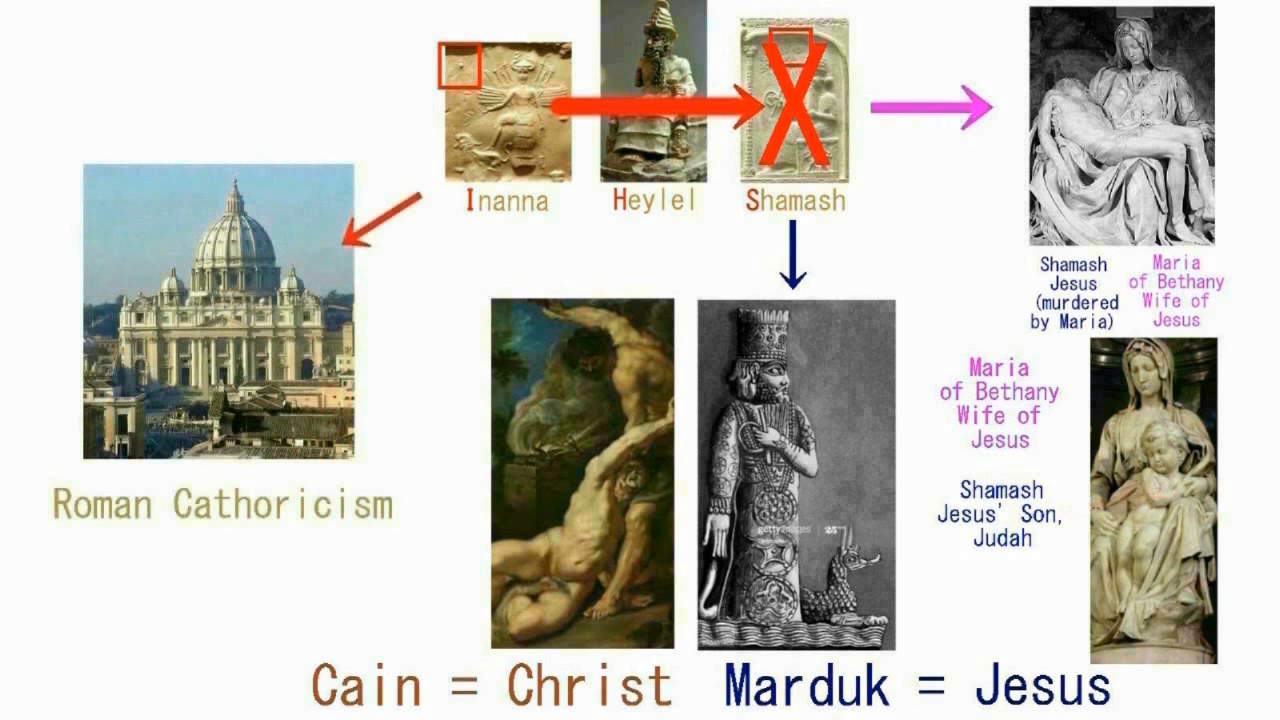 Inanna
Heylel
Shamash
Shamash
Jesus
(murdered
by Maria)
Maria
of Bethany
Wife of
Jesus
Roman Cathoricism
Maria
of Bethany
Wife of
Jesus
Shamash
Jesus' Son,
Judah
gettyimages
Cain = Christ
Marduk = Jesus